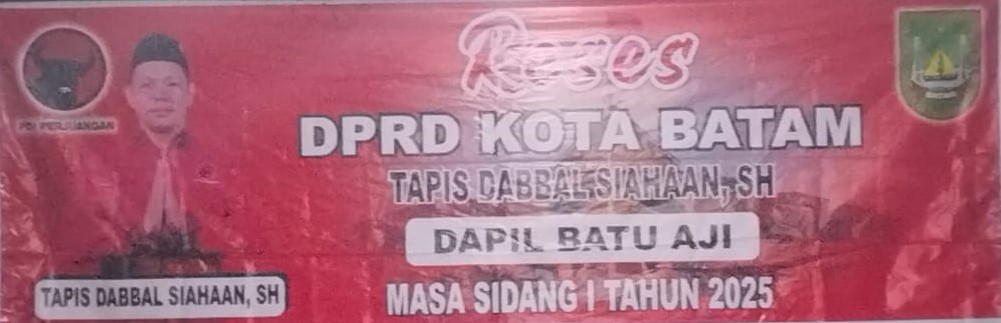 Reses
DPRD KOTA BATAM
TAPIS DABBAL SIAHAAN, SH
DAPIL BATU AJI
MASA SIDANG I TAHUN 2025
PDI PERJUANGAN
TAPIS DABBAL SIAHAAN, SH
BATAM